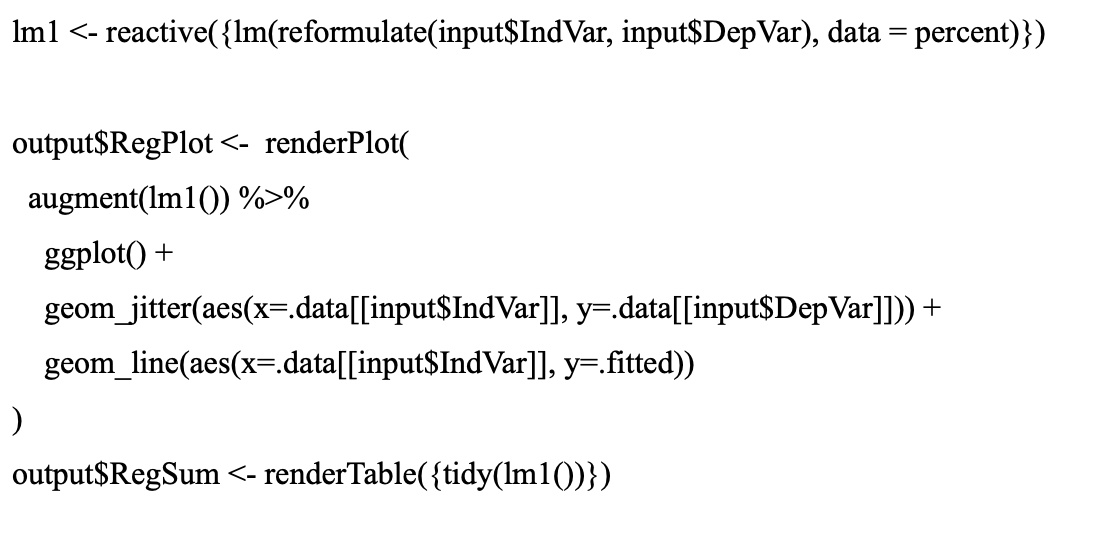 lm1 <- reactive({lm(reformulate(input$IndVar, input$DepVar), data = percent)})
output$RegPlot <-  renderPlot(
augment(lm1()) %>%
ggplot() +
geom_jitter(aes(x=.data[[input$IndVar]], y=.data[[input$DepVar]])) +
geom_line(aes(x=.data[[input$IndVar]], y=.fitted))
)
output$RegSum <- renderTable({tidy(lm1())})